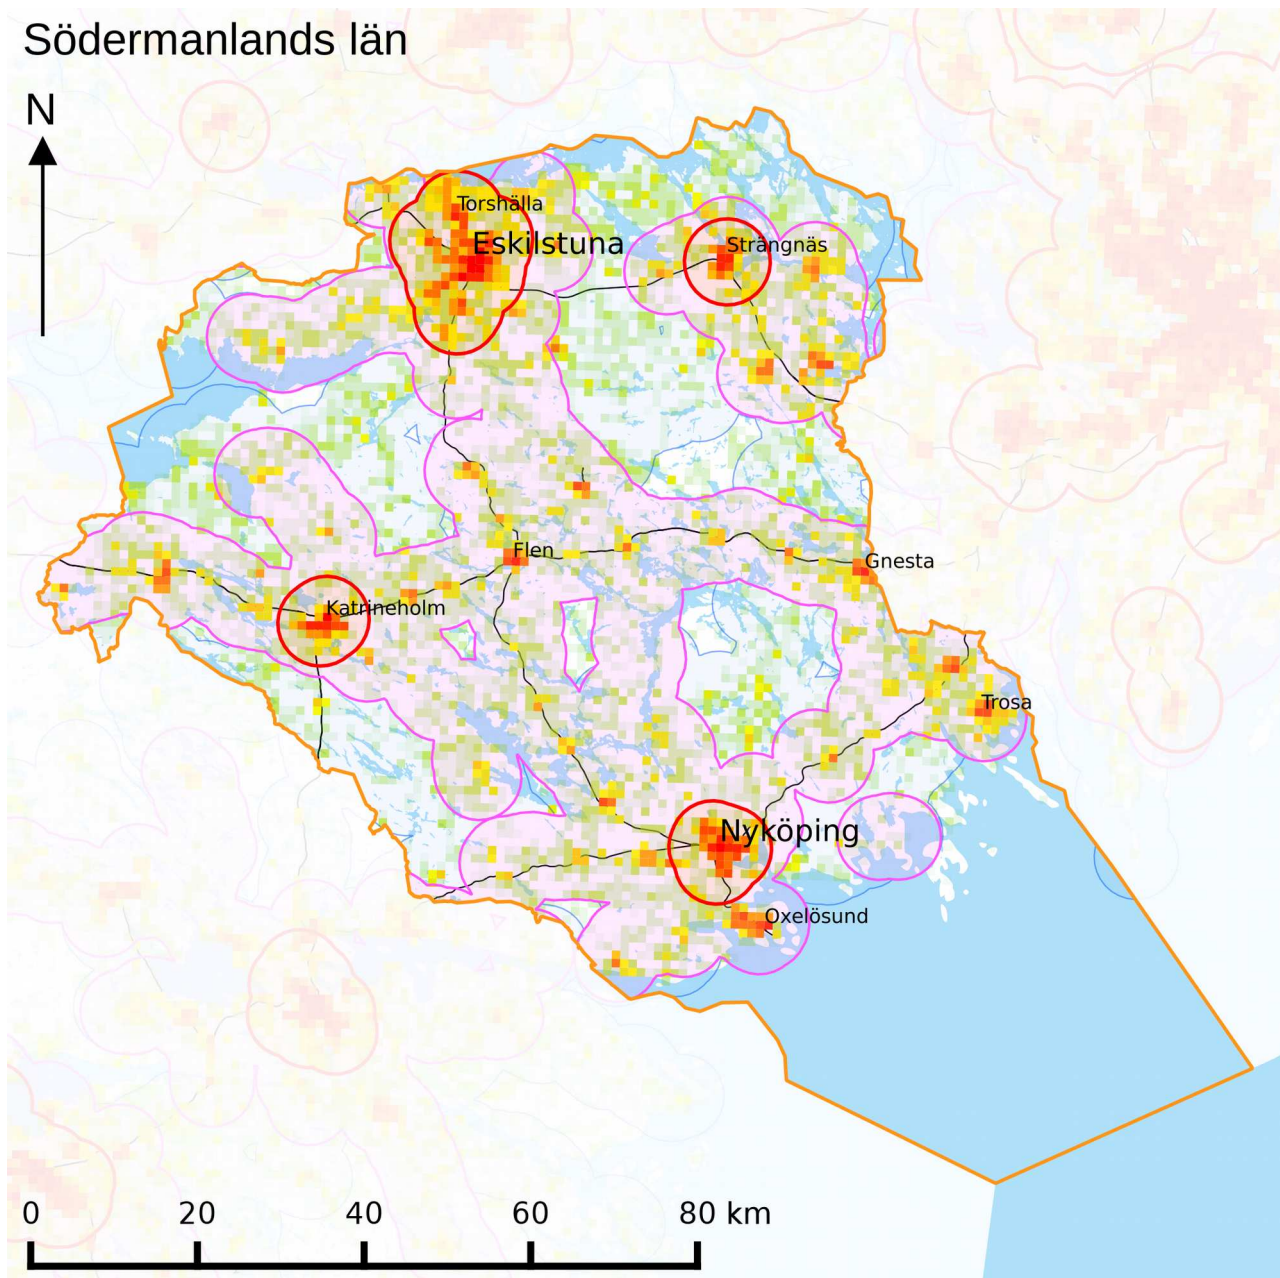 Södermanlands län
N
Torshälla
Eskilstuna
Strängnäs
Flen
Gnesta
Katrineholm
Trosa
Nyköping
Oxelösund
0 20 40 60 80 km